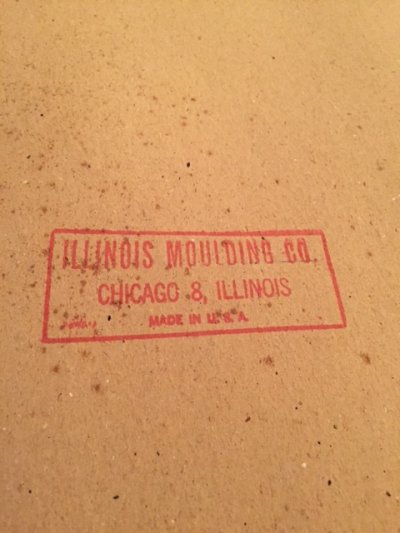 ILLINOIS MOULDING CO.
CHICAGO 8, ILLINOIS
MADE IN U.S.A.